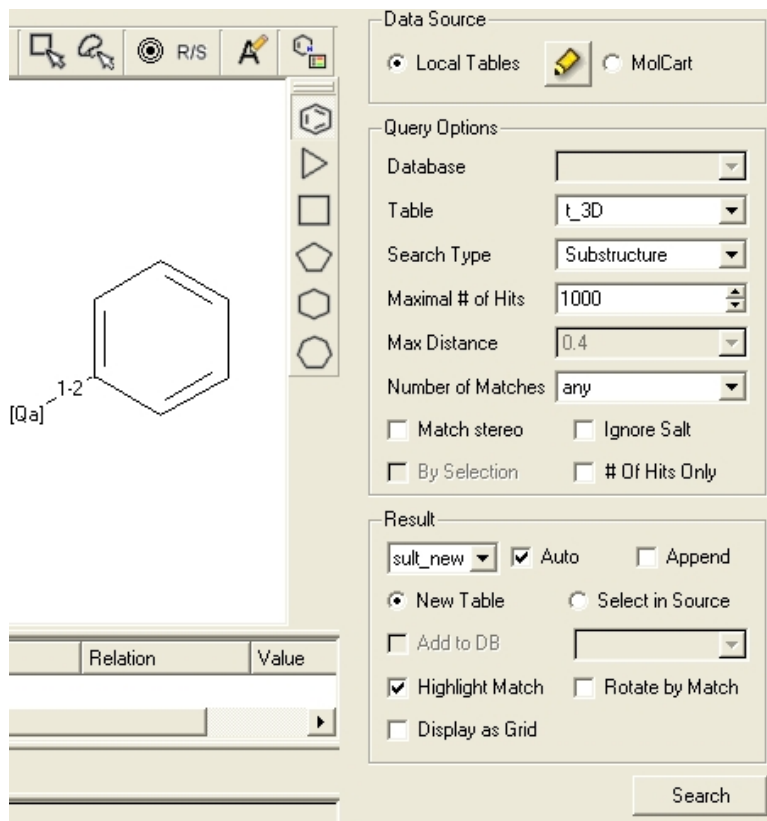 R/S
A
N
[Qa]
1-2
Relation
Value
Data Source
Local Tables
MolCart
Query Options
Database
Table
t_3D
Search Type
Substructure
Maximal # of Hits
1000
Max Distance
0.4
Number of Matches
any
Match stereo
Ignore Salt
By Selection
# Of Hits Only
Result
sult_new
Auto
Append
New Table
Select in Source
Add to DB
Highlight Match
Rotate by Match
Display as Grid
Search